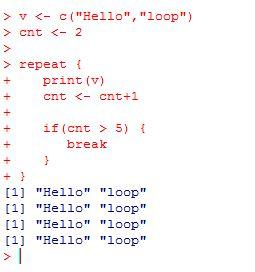 > v <- c("Hello","loop")
> cnt <- 2
>
> repeat {
+    print(v)
+    cnt <- cnt+1
+
+    if(cnt > 5) {
+       break
+    }
+ }
[1] "Hello" "loop"
[1] "Hello" "loop"
[1] "Hello" "loop"
[1] "Hello" "loop"
>